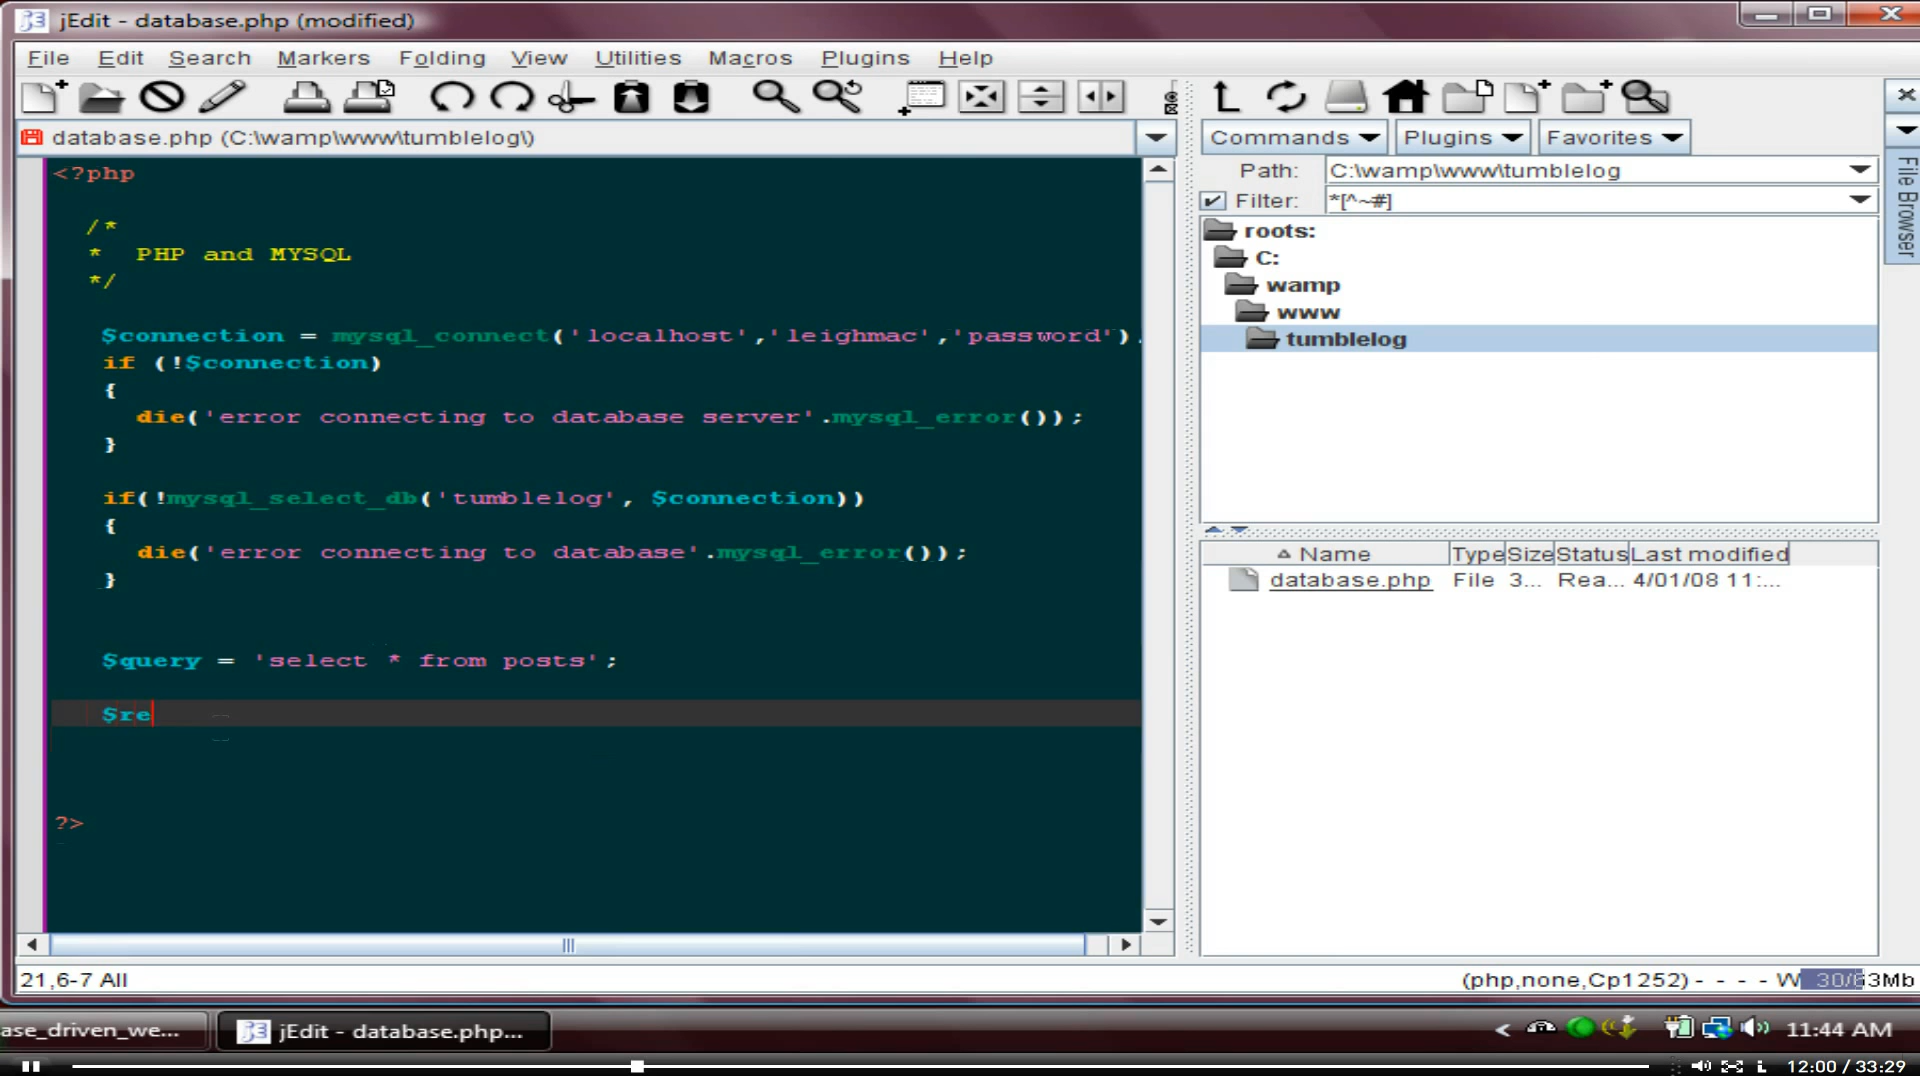 jEdit - database.php (modified)
File Edit Search Markers Folding View Utilities Macros Plugins Help
database.php (C:\wamp\www\tumblelog\)
Commands Plugins Favorites
Path: C:\wamp\www\tumblelog
Filter: *[^~#]
roots:
C:
wamp
www
tumblelog
File Browser
Name Type Size Status Last modified
database.php File 3... Rea... 4/01/08 11:...
<?php
/*
* PHP and MYSQL
*/
$connection = mysql_connect('localhost','leighmac','password')
if (!$connection)
{
die('error connecting to database server'.mysql_error());
}
if(!mysql_select_db('tumblelog', $connection))
{
die('error connecting to database'.mysql_error());
}
$query = 'select * from posts';
$re
?>
21,6-7 All
(php,none,Cp1252) - - - - W 30/63Mb
ase_driven_we...
jEdit - database.php...
11:44 AM
12:00 / 33:29